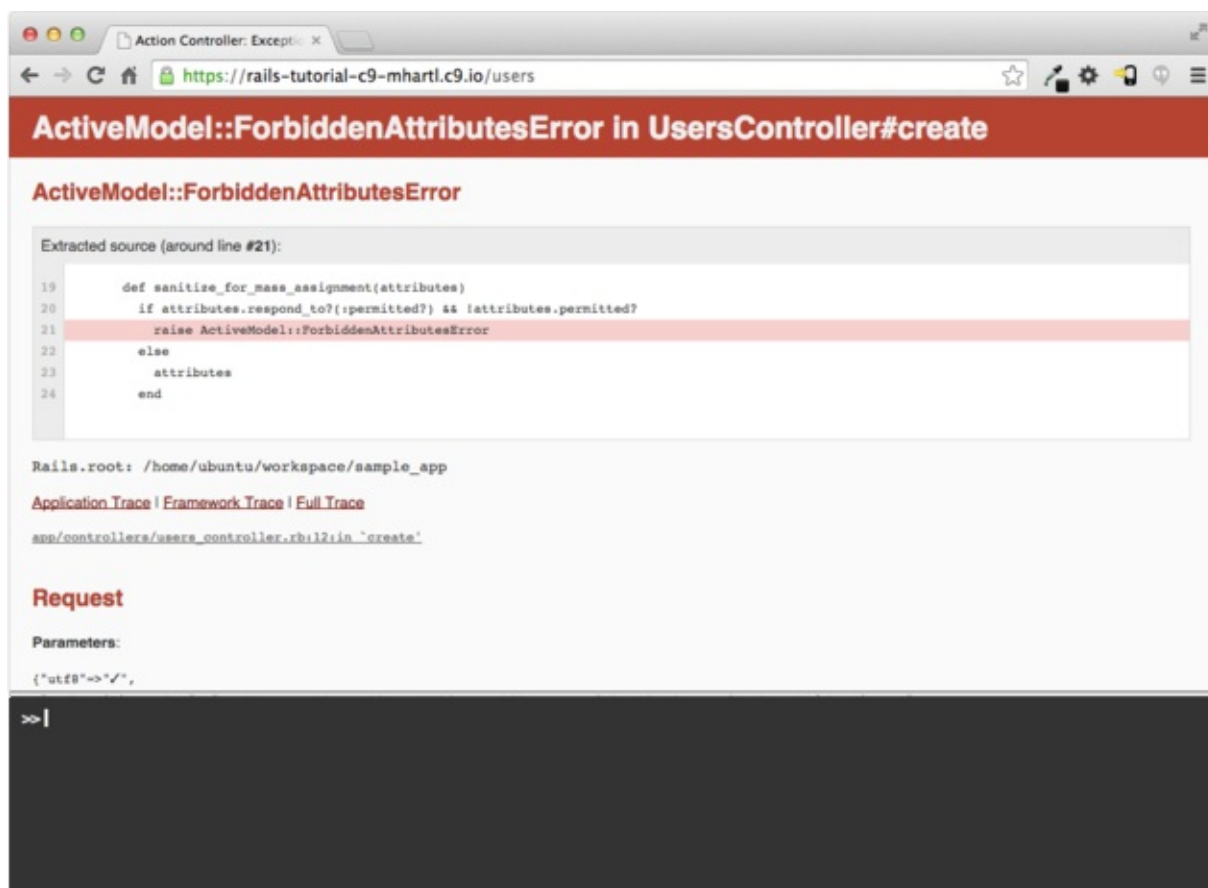 Action Controller: Exceptio
https://rails-tutorial-c9-mhartl.c9.io/users
ActiveModel::ForbiddenAttributesError in UsersController#create
ActiveModel::ForbiddenAttributesError
Extracted source (around line #21):
19 def sanitize_for_mass_assignment(attributes)
20 if attributes.respond_to?(:permitted?) && !attributes.permitted?
21 raise ActiveModel::ForbiddenAttributesError
22 else
23 attributes
24 end
Rails.root: /home/ubuntu/workspace/sample_app
Application Trace | Framework Trace | Full Trace
app/controllers/users_controller.rb:12:in `create'
Request
Parameters:
{"utf8"=>"✓",
>>